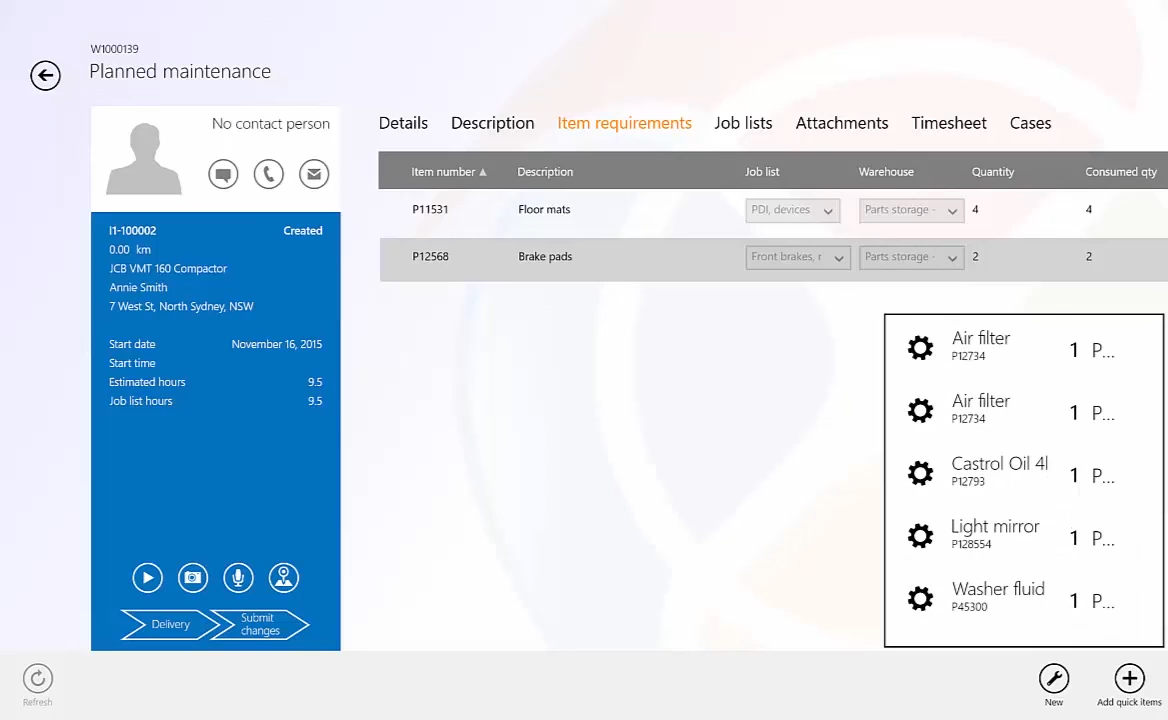 W1000139
Planned maintenance
No contact person
I1-100002 Created
0.00 km
JCB VMT 160 Compactor
Annie Smith
7 West St, North Sydney, NSW
Start date November 16, 2015
Start time
Estimated hours 9.5
Job list hours 9.5
Delivery
Submit
changes
Details Description Item requirements Job lists Attachments Timesheet Cases
Item number Description Job list Warehouse Quantity Consumed qty
P11531 Floor mats PDI, devices Parts storage - 4 4
P12568 Brake pads Front brakes, r Parts storage - 2 2
Air filter
P12734
1 P...
Air filter
P12734
1 P...
Castrol Oil 4l
P12793
1 P...
Light mirror
P128554
1 P...
Washer fluid
P45300
1 P...
Refresh
New
Add quick items